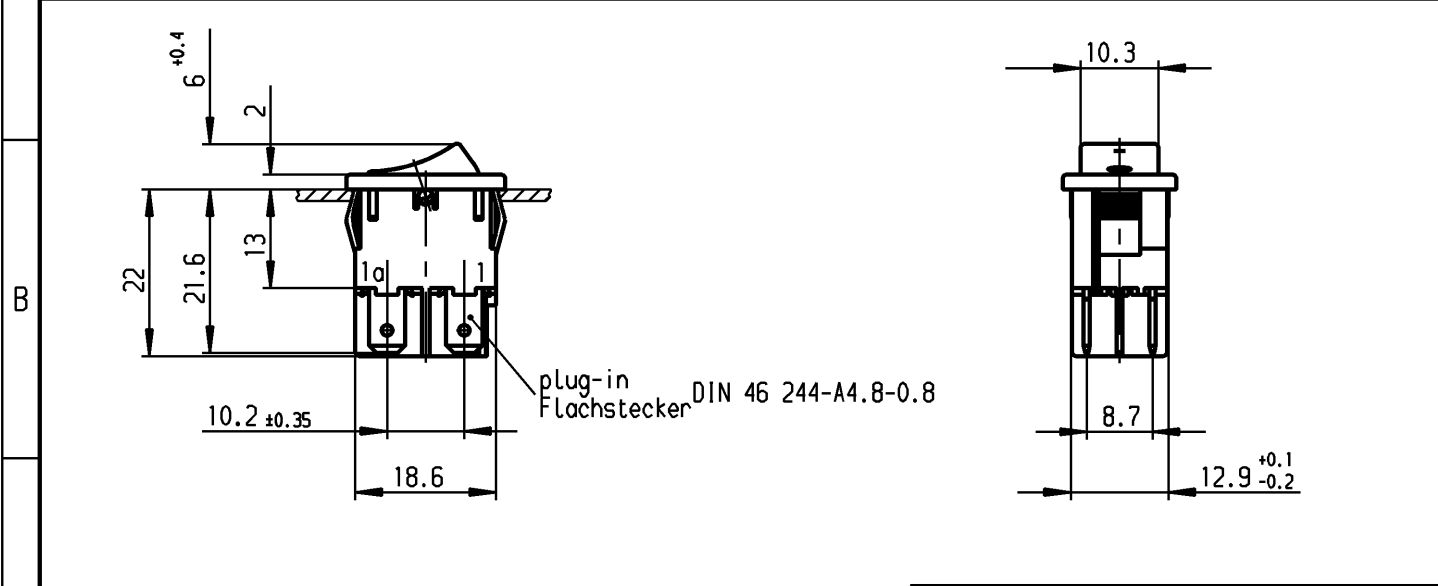 6 +0.4
2
10.3
13
22
21.6
1a
1
B
plug-in
Flachstecker
DIN 46 244-A4.8-0.8
10.2 ±0.35
8.7
18.6
12.9 +0.1 -0.2